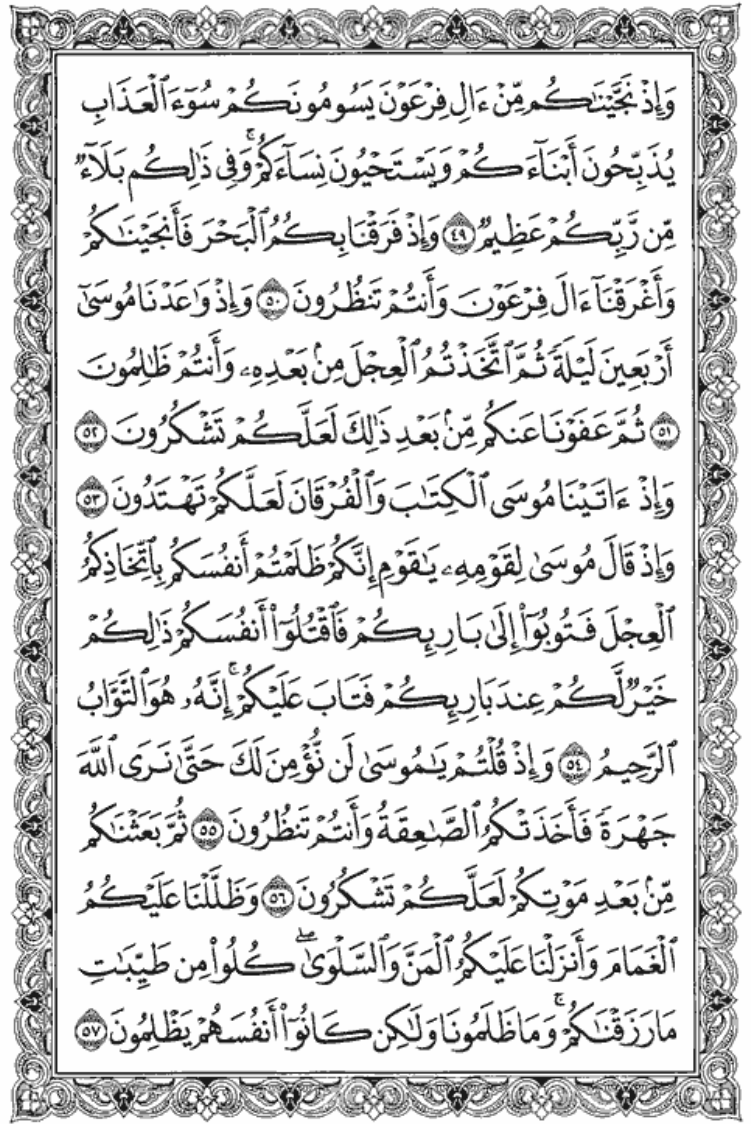 وَإِذْ نَجَّيْنَٰكُم مِّنْ ءَالِ فِرْعَوْنَ يَسُومُونَكُمْ سُوٓءَ ٱلْعَذَابِ
يُذَبِّحُونَ أَبْنَآءَكُمْ وَيَسْتَحْيُونَ نِسَآءَكُمْ ۚ وَفِى ذَٰلِكُم بَلَآءٌ
مِّن رَّبِّكُمْ عَظِيمٌ ٤٩ وَإِذْ فَرَقْنَا بِكُمُ ٱلْبَحْرَ فَأَنجَيْنَٰكُمْ
وَأَغْرَقْنَآ ءَالَ فِرْعَوْنَ وَأَنتُمْ تَنظُرُونَ ٥٠ وَإِذْ وَٰعَدْنَا مُوسَىٰٓ
أَرْبَعِينَ لَيْلَةً ثُمَّ ٱتَّخَذْتُمُ ٱلْعِجْلَ مِنۢ بَعْدِهِۦ وَأَنتُمْ ظَٰلِمُونَ
٥١ ثُمَّ عَفَوْنَا عَنكُم مِّنۢ بَعْدِ ذَٰلِكَ لَعَلَّكُمْ تَشْكُرُونَ ٥٢
وَإِذْ ءَاتَيْنَا مُوسَى ٱلْكِتَٰبَ وَٱلْفُرْقَانَ لَعَلَّكُمْ تَهْتَدُونَ ٥٣
وَإِذْ قَالَ مُوسَىٰ لِقَوْمِهِۦ يَٰقَوْمِ إِنَّكُمْ ظَلَمْتُمْ أَنفُسَكُم بِٱتِّخَاذِكُمُ
ٱلْعِجْلَ فَتُوبُوٓا۟ إِلَىٰ بَارِئِكُمْ فَٱقْتُلُوٓا۟ أَنفُسَكُمْ ذَٰلِكُمْ
خَيْرٌ لَّكُمْ عِندَ بَارِئِكُمْ فَتَابَ عَلَيْكُمْ ۚ إِنَّهُۥ هُوَ ٱلتَّوَّابُ
ٱلرَّحِيمُ ٥٤ وَإِذْ قُلْتُمْ يَٰمُوسَىٰ لَن نُّؤْمِنَ لَكَ حَتَّىٰ نَرَى ٱللَّهَ
جَهْرَةً فَأَخَذَتْكُمُ ٱلصَّٰعِقَةُ وَأَنتُمْ تَنظُرُونَ ٥٥ ثُمَّ بَعَثْنَٰكُم
مِّنۢ بَعْدِ مَوْتِكُمْ لَعَلَّكُمْ تَشْكُرُونَ ٥٦ وَظَلَّلْنَا عَلَيْكُمُ
ٱلْغَمَامَ وَأَنزَلْنَا عَلَيْكُمُ ٱلْمَنَّ وَٱلسَّلْوَىٰ ۖ كُلُوا۟ مِن طَيِّبَٰتِ
مَا رَزَقْنَٰكُمْ ۚ وَمَا ظَلَمُونَا وَلَٰكِن كَانُوٓا۟ أَنفُسَهُمْ يَظْلِمُونَ ٥٧